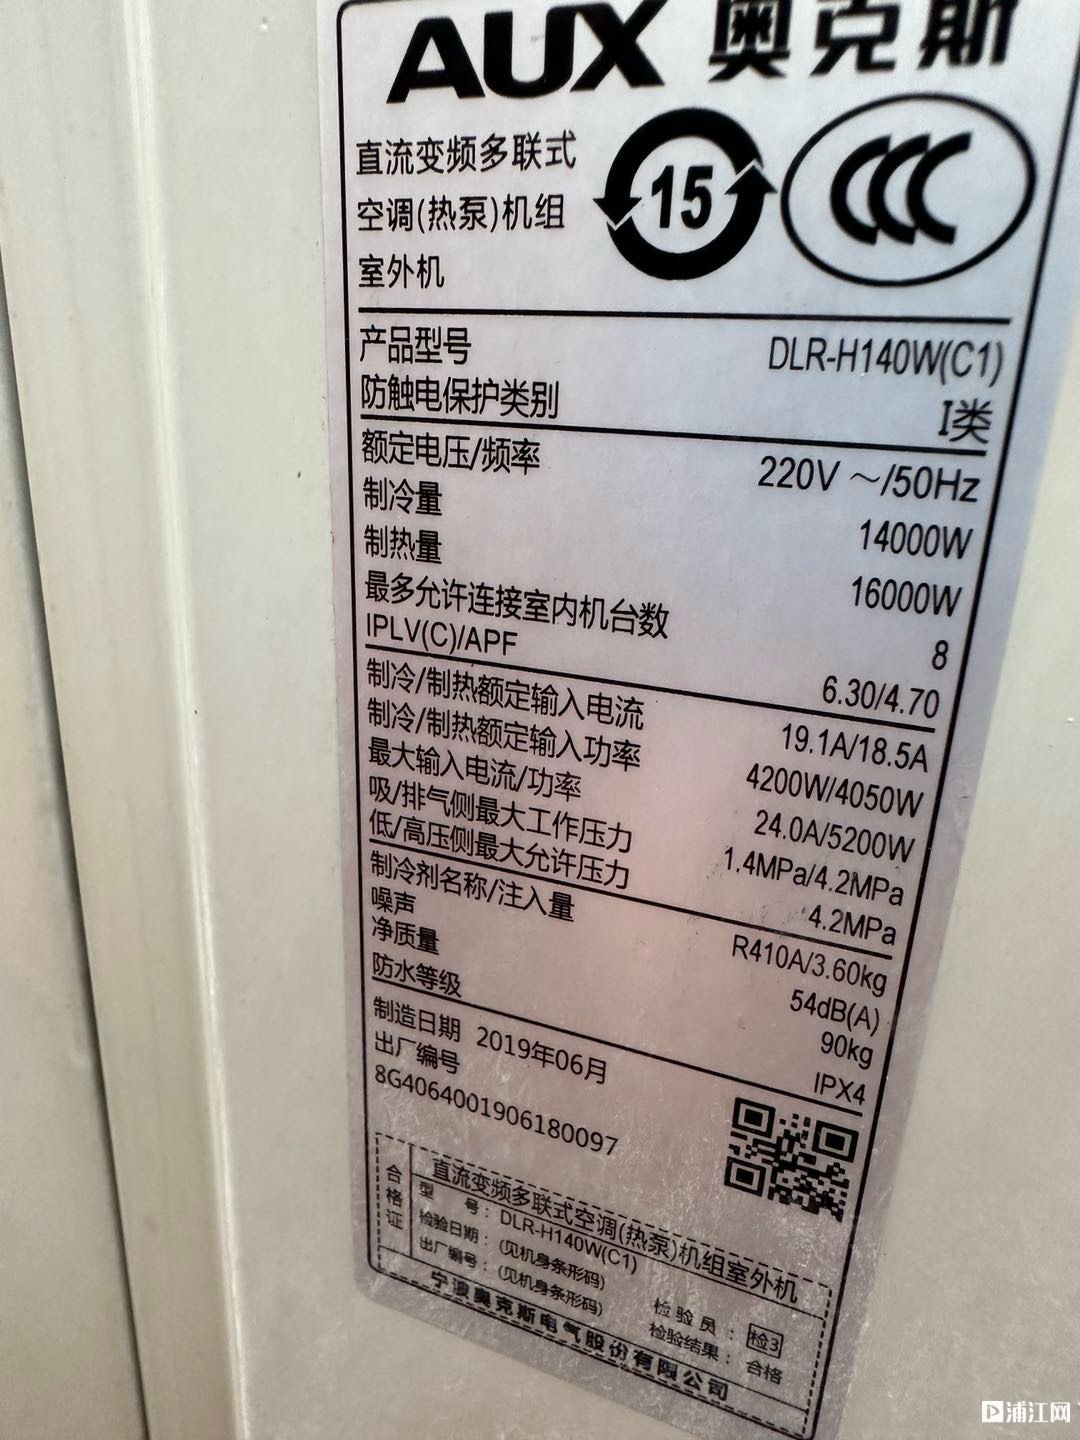 AUX 奥克斯
直流变频多联式
空调(热泵)机组
室外机
15
CCC
产品型号 DLR-H140W(C1)
防触电保护类别 I类
额定电压/频率 220V ～/50Hz
制冷量 14000W
制热量 16000W
最多允许连接室内机台数 8
IPLV(C)/APF 6.30/4.70
制冷/制热额定输入电流 19.1A/18.5A
制冷/制热额定输入功率 4200W/4050W
最大输入电流/功率 24.0A/5200W
吸/排气侧最大工作压力 1.4MPa/4.2MPa
低/高压侧最大允许压力 4.2MPa
制冷剂名称/注入量 R410A/3.60kg
噪声 54dB(A)
净质量 90kg
防水等级 IPX4
制造日期 2019年06月
出厂编号
8G4064001906180097
合格证
直流变频多联式空调(热泵)机组室外机
型 号：DLR-H140W(C1)
检验日期：(见机身条形码)
出厂编号：(见机身条形码)
检 验 员：检3
检验结果：合格
宁波奥克斯电气股份有限公司
浦江网